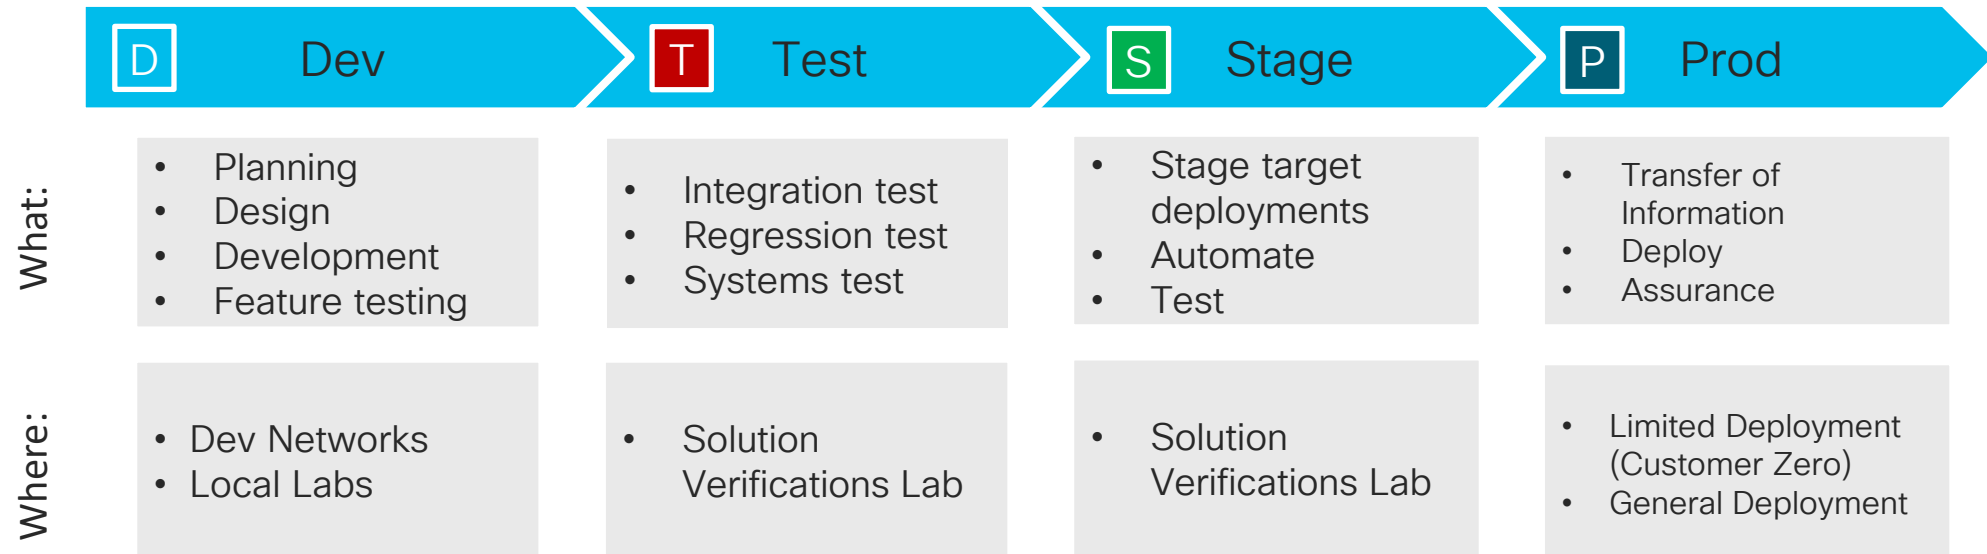 D Dev
T Test
S Stage
P Prod
What:
• Planning
• Design
• Development
• Feature testing
• Integration test
• Regression test
• Systems test
• Stage target
deployments
• Automate
• Test
• Transfer of
Information
• Deploy
• Assurance
Where:
• Dev Networks
• Local Labs
• Solution
Verifications Lab
• Solution
Verifications Lab
• Limited Deployment
(Customer Zero)
• General Deployment